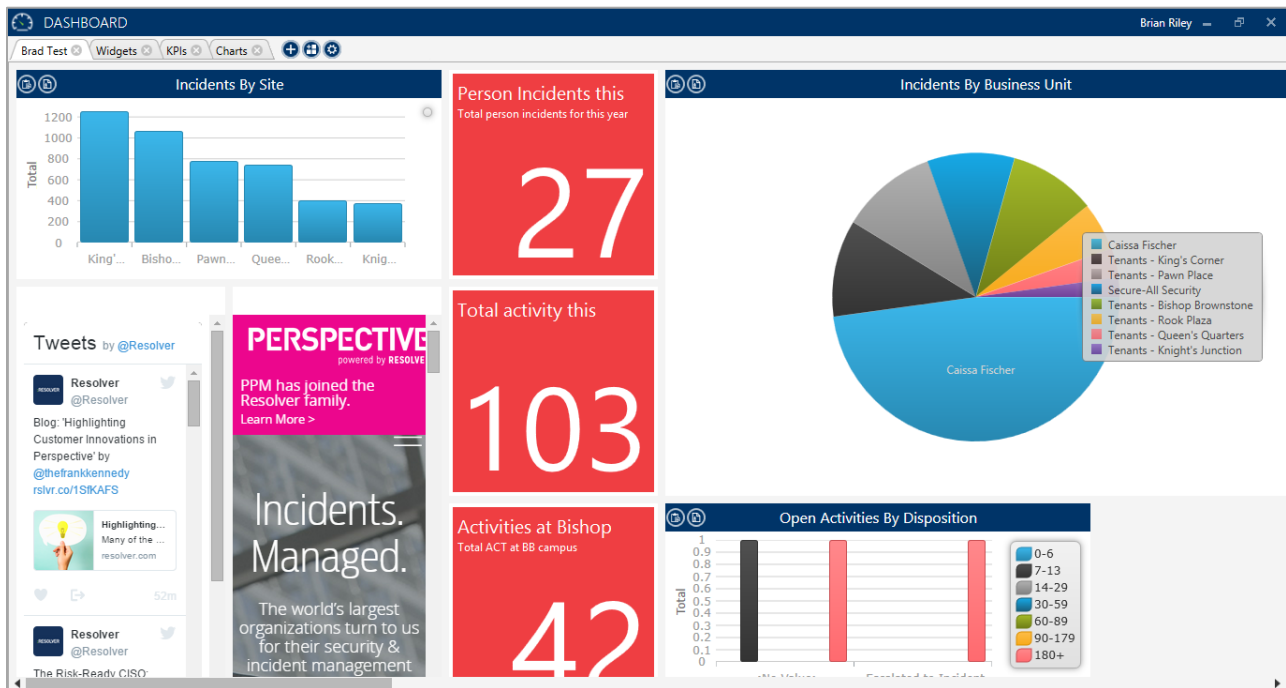 DASHBOARD
Brian Riley
Brad Test
Widgets
KPIs
Charts
Incidents By Site
1200
1000
800
600
400
200
0
Total
King'...
Bisho...
Pawn...
Quee...
Rook...
Knig...
Person Incidents this
Total person incidents for this year
27
Total activity this
103
Activities at Bishop
Total ACT at BB campus
42
Incidents By Business Unit
Caissa Fischer
Caissa Fischer
Tenants - King's Corner
Tenants - Pawn Place
Secure-All Security
Tenants - Bishop Brownstone
Tenants - Rook Plaza
Tenants - Queen's Quarters
Tenants - Knight's Junction
Tweets by @Resolver
RESOLVER
Resolver
@Resolver
Blog: 'Highlighting
Customer Innovations in
Perspective' by
@thefrankkennedy
rslvr.co/1SfKAFS
Highlighting...
Many of the ...
resolver.com
52m
RESOLVER
Resolver
@Resolver
The Risk-Ready CISO:
PERSPECTIVE
powered by RESOLVE
PPM has joined the
Resolver family.
Learn More >
Incidents.
Managed.
The world's largest
organizations turn to us
for their security &
incident management
Open Activities By Disposition
1
0.9
0.8
0.7
0.6
0.5
0.4
0.3
0.2
0.1
0
Total
<No Value>
Escalated to Incident
0-6
7-13
14-29
30-59
60-89
90-179
180+